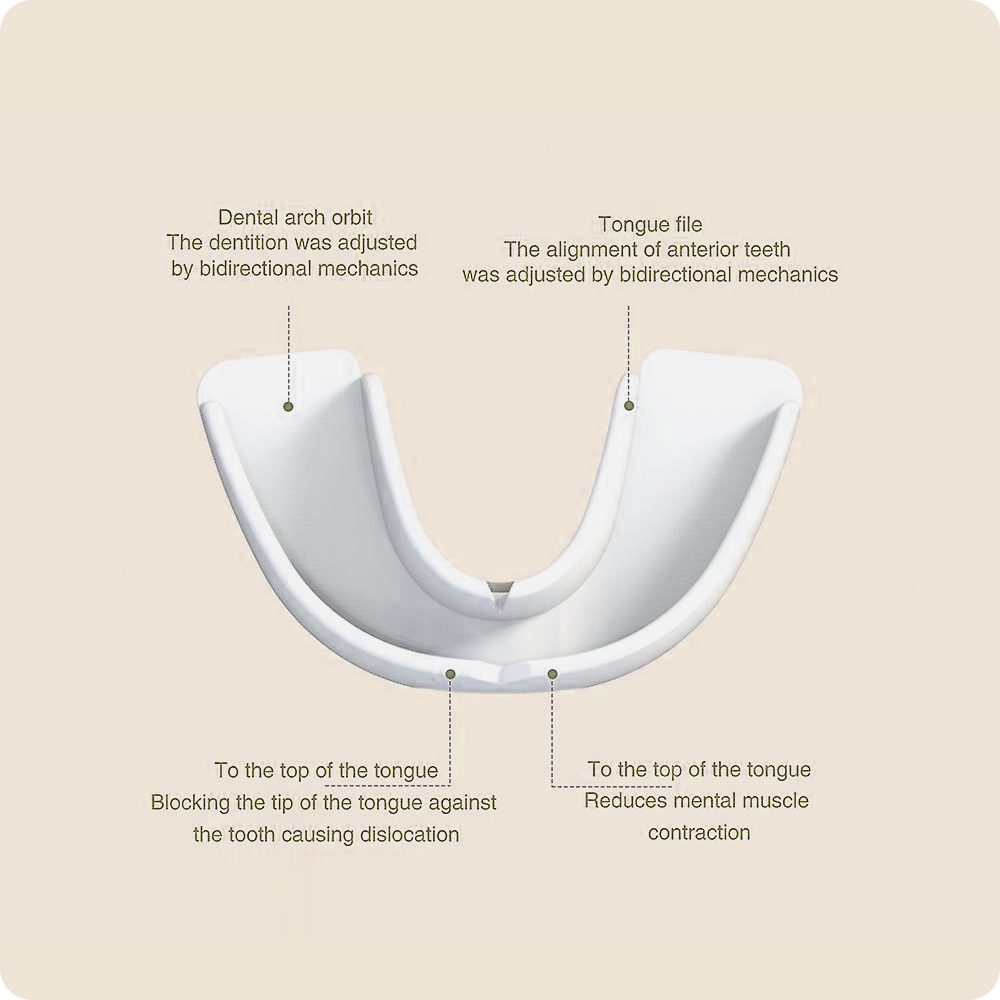 Dental arch orbit
The dentition was adjusted
by bidirectional mechanics
Tongue file
The alignment of anterior teeth
was adjusted by bidirectional mechanics
To the top of the tongue
Blocking the tip of the tongue against
the tooth causing dislocation
To the top of the tongue
Reduces mental muscle
contraction